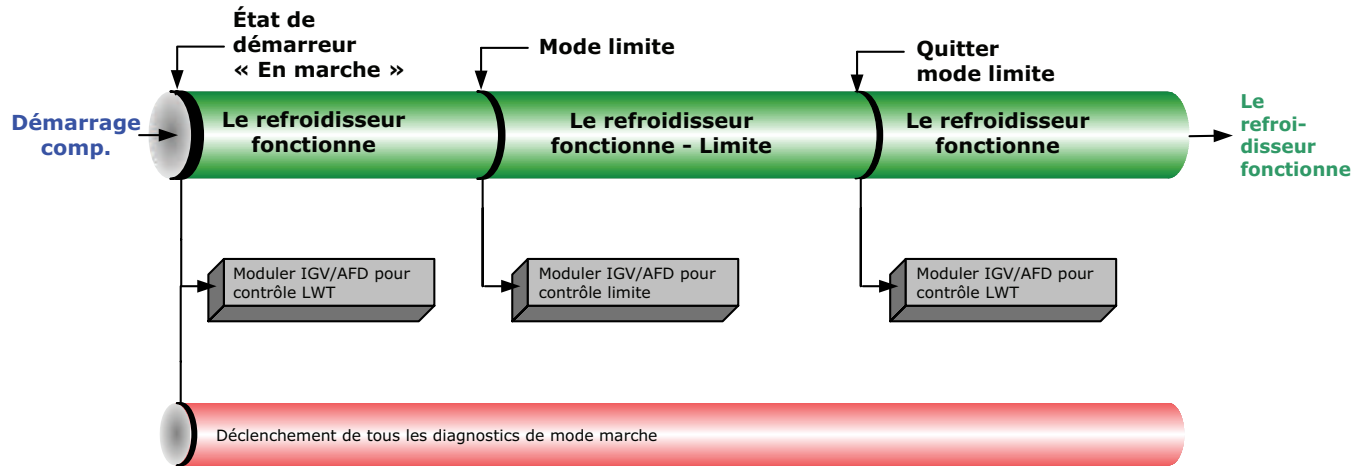 État de
démarreur
« En marche »
Mode limite
Quitter
mode limite
Démarrage
comp.
Le refroidisseur
fonctionne
Le refroidisseur
fonctionne - Limite
Le refroidisseur
fonctionne
Le
refroi-
disseur
fonctionne
Moduler IGV/AFD pour
contrôle LWT
Moduler IGV/AFD pour
contrôle limite
Moduler IGV/AFD pour
contrôle LWT
Déclenchement de tous les diagnostics de mode marche